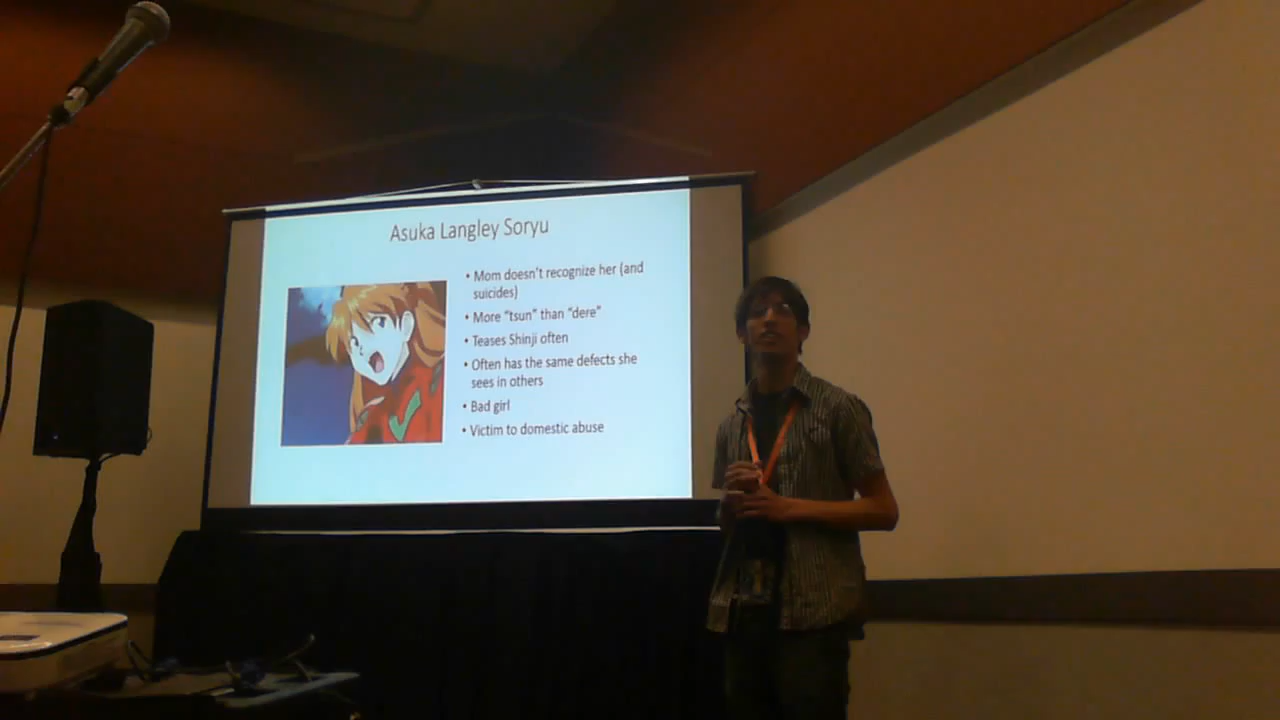 Asuka Langley Soryu
• Mom doesn't recognize her (and
suicides)
• More “tsun” than “dere”
• Teases Shinji often
• Often has the same defects she
sees in others
• Bad girl
• Victim to domestic abuse